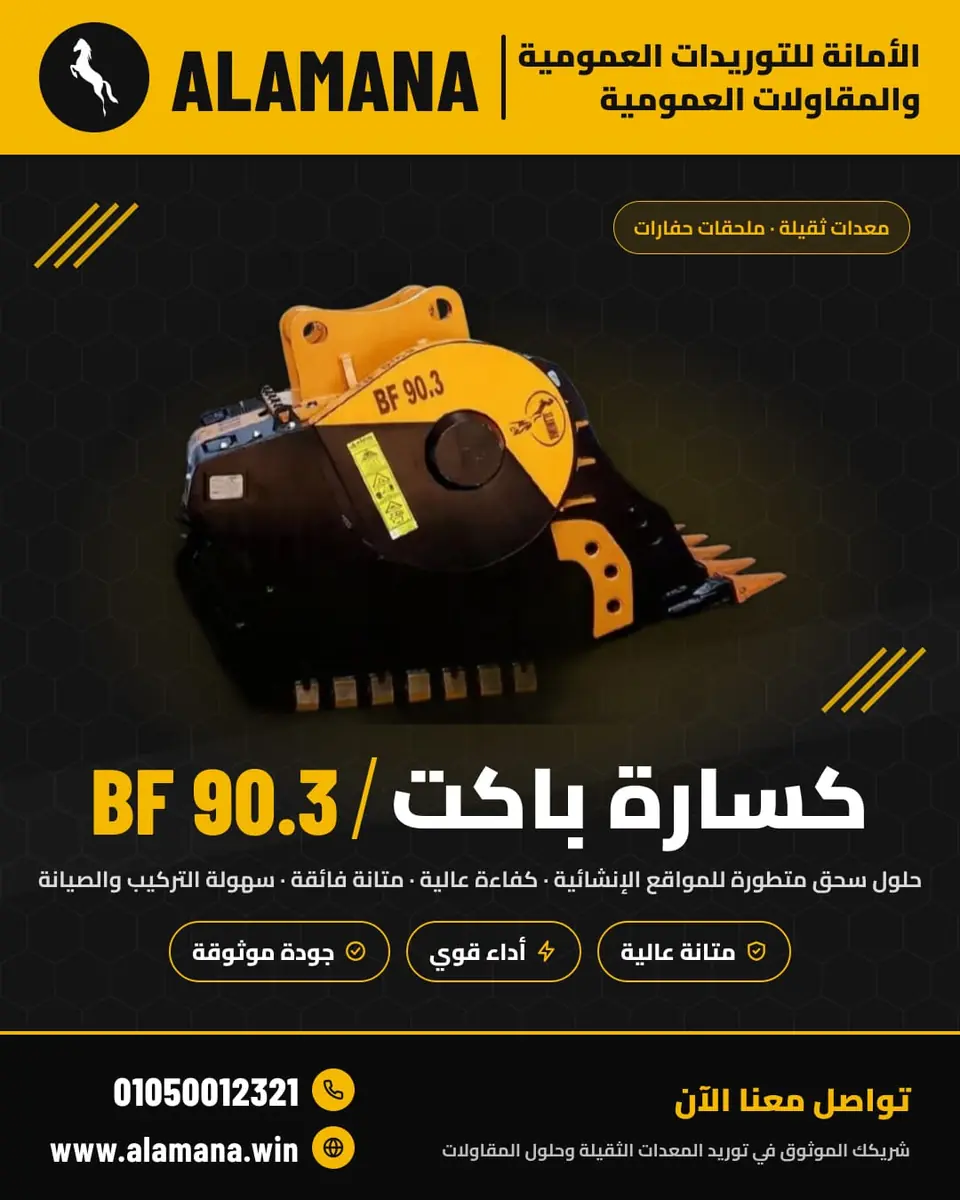 ALAMANA
الأمانة للتوريدات العمومية
والمقاولات العمومية
معدات ثقيلة · ملحقات حفارات
BF 90.3
ALAMANA
كسارة باكت / BF 90.3
حلول سحق متطورة للمواقع الإنشائية · كفاءة عالية · متانة فائقة · سهولة التركيب والصيانة
متانة عالية
أداء قوي
جودة موثوقة
تواصل معنا الآن
شريكك الموثوق في توريد المعدات الثقيلة وحلول المقاولات
01050012321
www.alamana.win